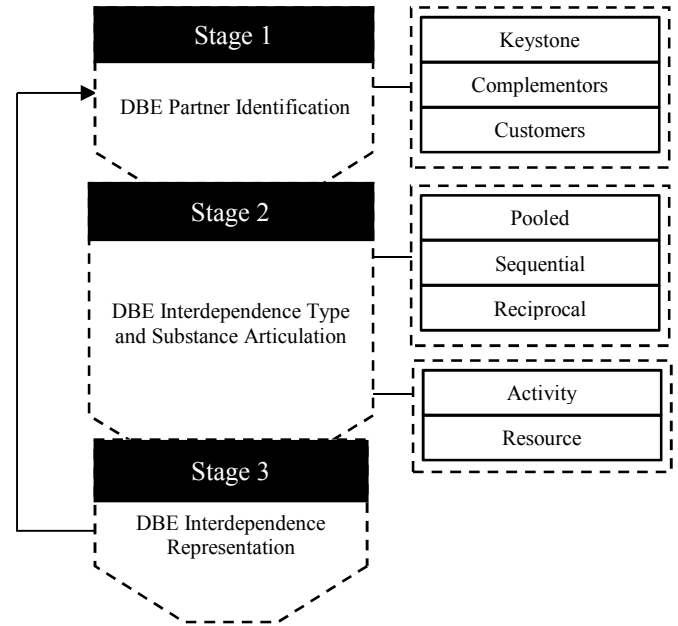 Stage 1
DBE Partner Identification
Keystone
Complementors
Customers
Stage 2
DBE Interdependence Type
and Substance Articulation
Pooled
Sequential
Reciprocal
Activity
Resource
Stage 3
DBE Interdependence
Representation